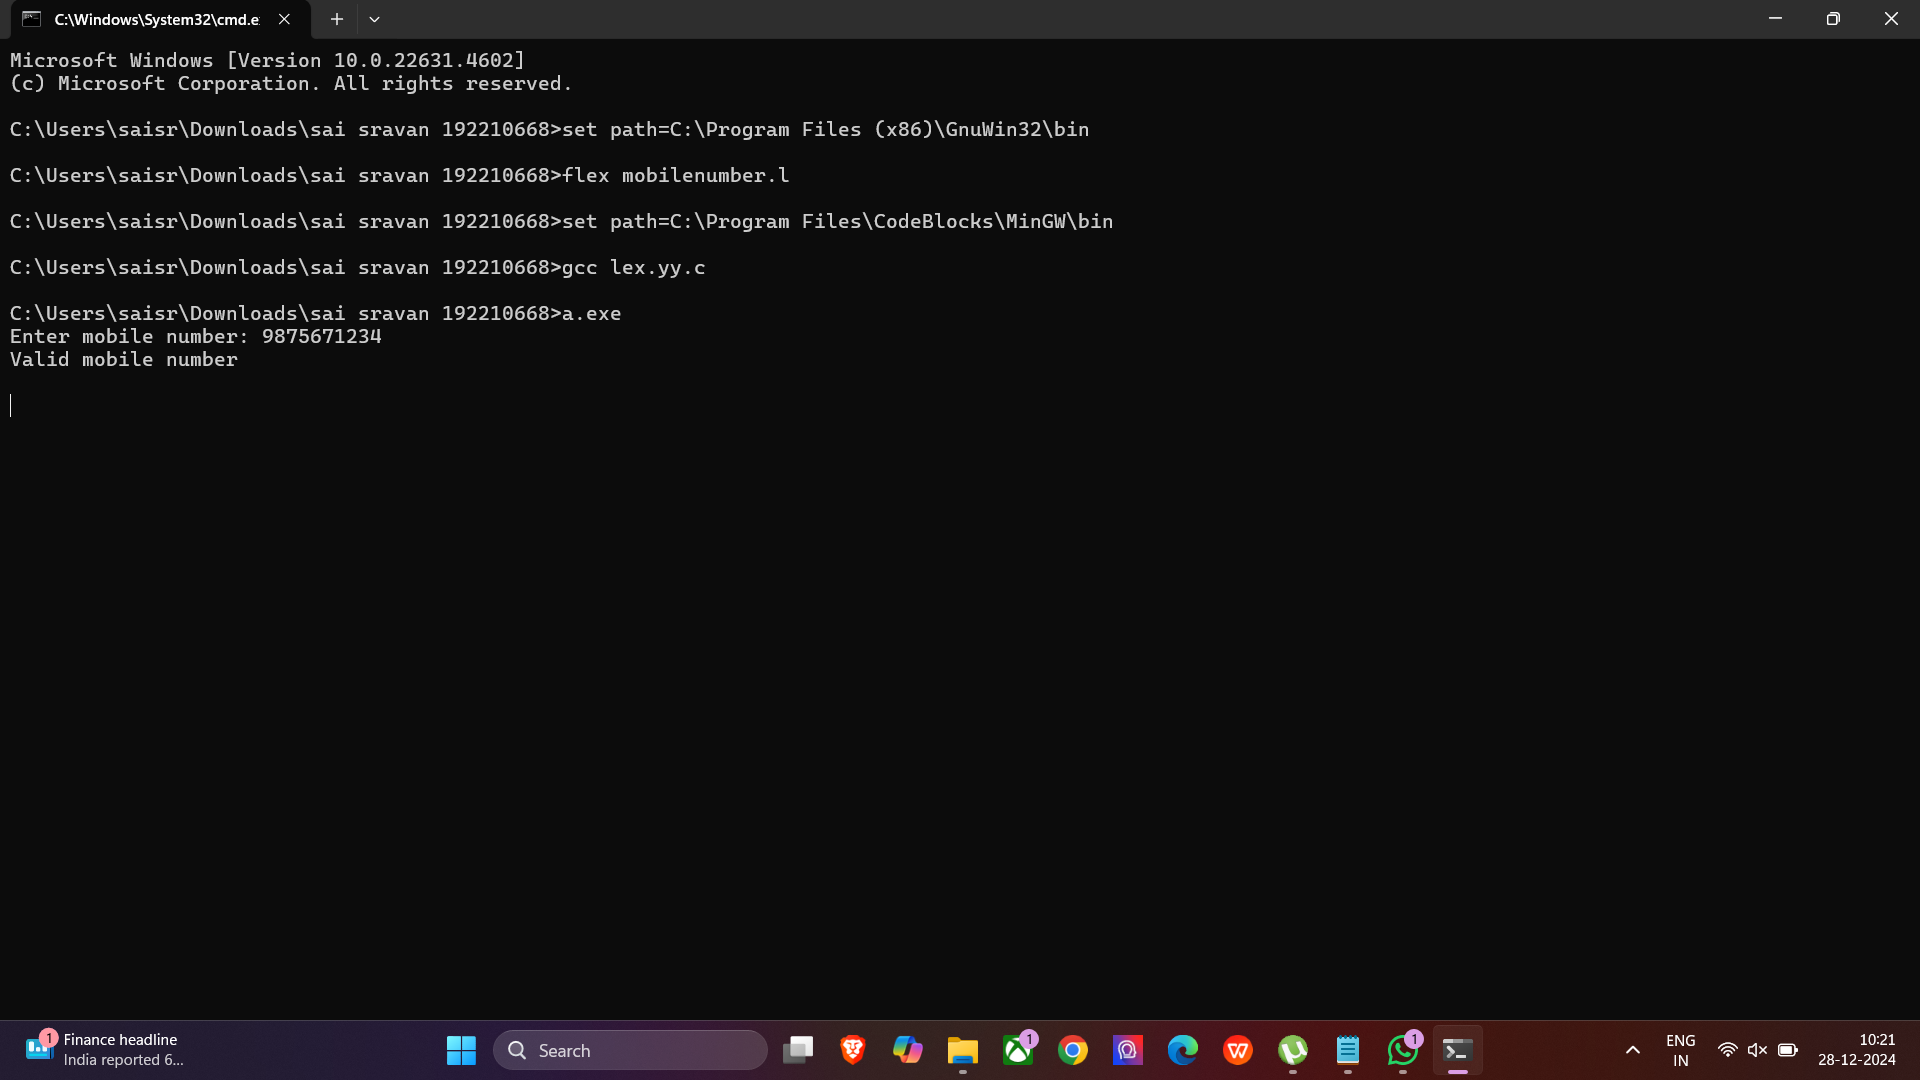 C:\Windows\System32\cmd.e
Microsoft Windows [Version 10.0.22631.4602]
(c) Microsoft Corporation. All rights reserved.
C:\Users\saisr\Downloads\sai sravan 192210668>set path=C:\Program Files (x86)\GnuWin32\bin
C:\Users\saisr\Downloads\sai sravan 192210668>flex mobilenumber.l
C:\Users\saisr\Downloads\sai sravan 192210668>set path=C:\Program Files\CodeBlocks\MinGW\bin
C:\Users\saisr\Downloads\sai sravan 192210668>gcc lex.yy.c
C:\Users\saisr\Downloads\sai sravan 192210668>a.exe
Enter mobile number: 9875671234
Valid mobile number
1
Finance headline
India reported 6...
Search
1
1
ENG
IN
10:21
28-12-2024